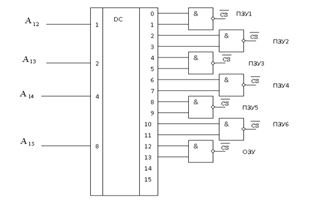 DC
0 & CS ПЗУ1
A12 1 1
2 & CS ПЗУ2
3
A13 2 4 & CS ПЗУ3
5
6 & CS ПЗУ4
A14 4 7
8 & CS ПЗУ5
9
10 & CS ПЗУ6
A15 8 11
12 & CS ОЗУ
13
14
15